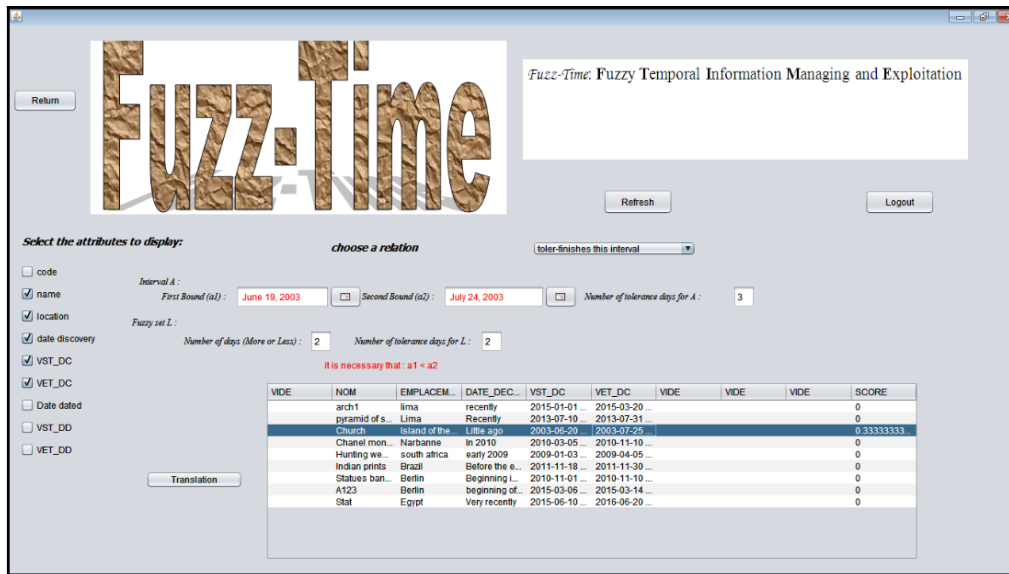 Fuzz-Time
Fuzz-Time: Fuzzy Temporal Information Managing and Exploitation
Return
Refresh
Logout
Select the attributes to display:
choose a relation
toler-finishes this interval
code
name
location
date discovery
VST_DC
VET_DC
Date dated
VST_DD
VET_DD
Interval A :
First Bound (a1) : June 19, 2003 Second Bound (a2) : July 24, 2003 Number of tolerance days for A : 3
Fuzzy set L :
Number of days (More or Less) : 2 Number of tolerance days for L : 2
it is necessary that : a1 < a2
Translation
VIDE NOM EMPLACEM... DATE_DEC... VST_DC VET_DC VIDE VIDE VIDE SCORE
arch1 lima recently 2015-01-01 ... 2015-03-20 ... 0
pyramid of s... Lima Recently 2013-07-10 ... 2013-07-31 ... 0
Church Island of the... Little ago 2003-06-20 ... 2003-07-25 ... 0.33333333...
Chanel mon... Narbanne In 2010 2010-03-05 ... 2010-11-10 ... 0
Hunting we... south africa early 2009 2009-01-03 ... 2009-04-05 ... 0
Indian prints Brazil Before the e... 2011-11-18 ... 2011-11-30 ... 0
Statues ban... Berlin Beginning i... 2010-11-01 ... 2010-11-10 ... 0
A123 Berlin beginning of... 2015-03-06 ... 2015-03-14 ... 0
Stat Egypt Very recently 2015-06-10 ... 2016-06-20 ... 0